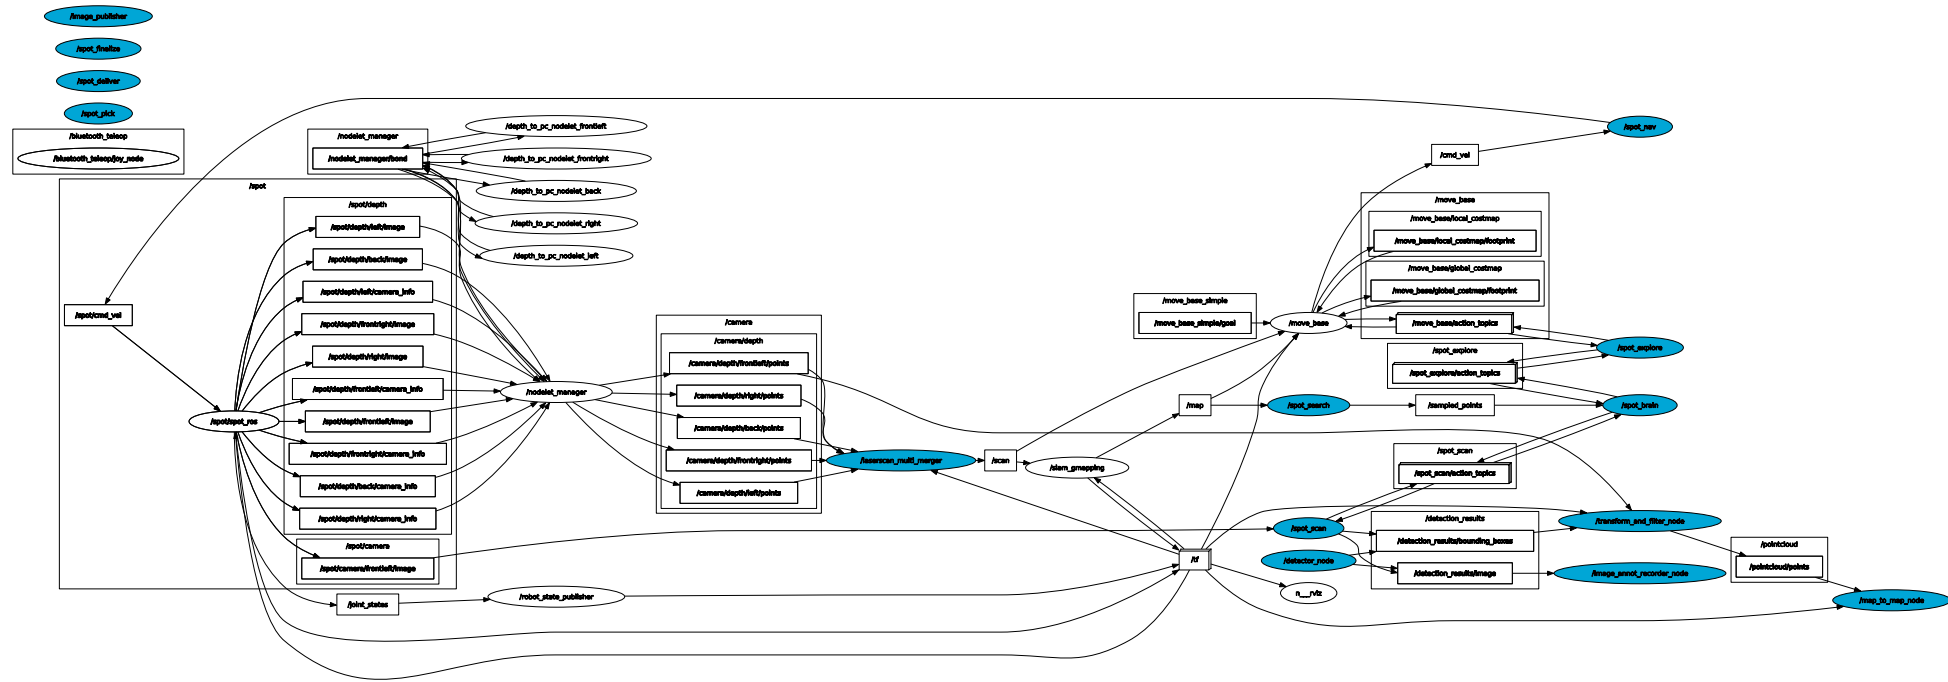 /image_publisher
/spot_finalize
/spot_deliver
/spot_pick
/bluetooth_teleop
/bluetooth_teleop/joy_node
/spot
/spot/cmd_vel
/spot/spot_ros
/spot/depth
/spot/depth/left/image
/spot/depth/back/image
/spot/depth/left/camera_info
/spot/depth/frontright/image
/spot/depth/right/image
/spot/depth/frontleft/camera_info
/spot/depth/frontleft/image
/spot/depth/frontright/camera_info
/spot/depth/back/camera_info
/spot/depth/right/camera_info
/spot/camera
/spot/camera/frontleft/image
/joint_states
/nodelet_manager
/nodelet_manager/bond
/depth_to_pc_nodelet_frontleft
/depth_to_pc_nodelet_frontright
/depth_to_pc_nodelet_back
/depth_to_pc_nodelet_right
/depth_to_pc_nodelet_left
/nodelet_manager
/robot_state_publisher
/camera
/camera/depth
/camera/depth/frontleft/points
/camera/depth/right/points
/camera/depth/back/points
/camera/depth/frontright/points
/camera/depth/left/points
/laserscan_multi_merger
/scan
/slam_gmapping
/move_base_simple
/move_base_simple/goal
/map
/tf
/move_base
/spot_search
/spot_scan
/detector_node
n__rviz
/cmd_vel
/move_base
/move_base/local_costmap
/move_base/local_costmap/footprint
/move_base/global_costmap
/move_base/global_costmap/footprint
/move_base/action_topics
/spot_explore
/spot_explore/action_topics
/sampled_points
/spot_scan
/spot_scan/action_topics
/detection_results
/detection_results/bounding_boxes
/detection_results/image
/spot_nav
/spot_explore
/spot_brain
/transform_and_filter_node
/image_annot_recorder_node
/pointcloud
/pointcloud/points
/map_to_map_node